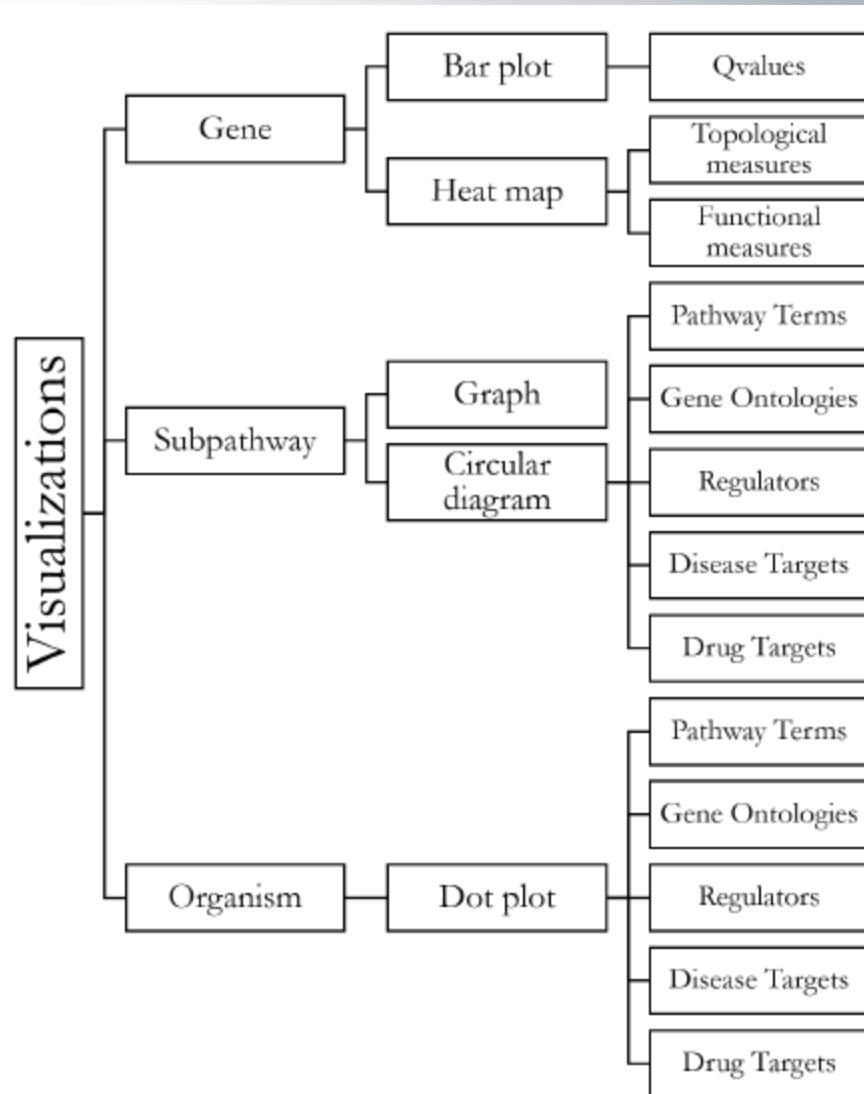 Visualizations
Gene
Bar plot
Qvalues
Heat map
Topological
measures
Functional
measures
Subpathway
Graph
Circular
diagram
Pathway Terms
Gene Ontologies
Regulators
Disease Targets
Drug Targets
Organism
Dot plot
Pathway Terms
Gene Ontologies
Regulators
Disease Targets
Drug Targets